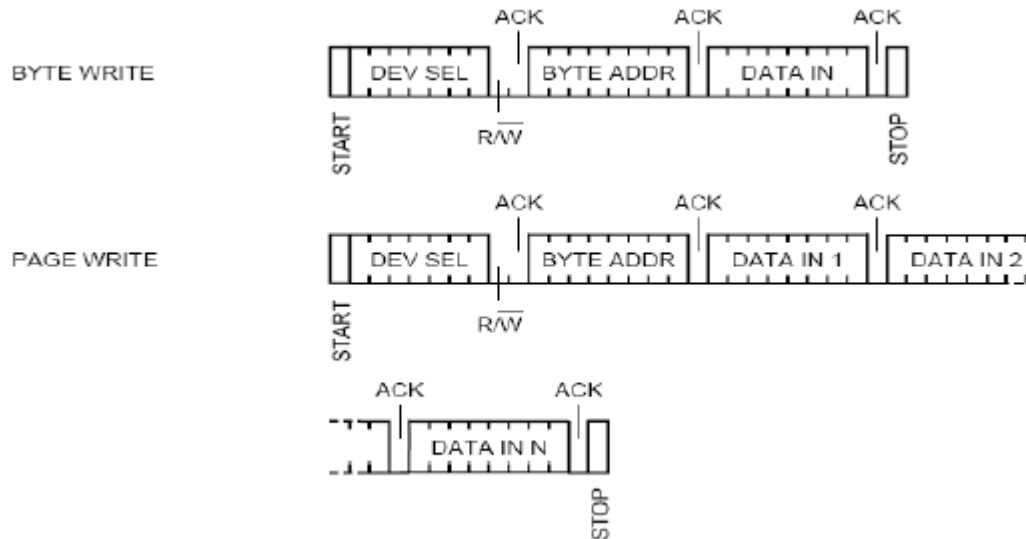 ACK ACK ACK
BYTE WRITE DEV SEL BYTE ADDR DATA IN
START R/W̅ STOP
ACK ACK ACK
PAGE WRITE DEV SEL BYTE ADDR DATA IN 1 DATA IN 2
START R/W̅
ACK ACK
DATA IN N
STOP